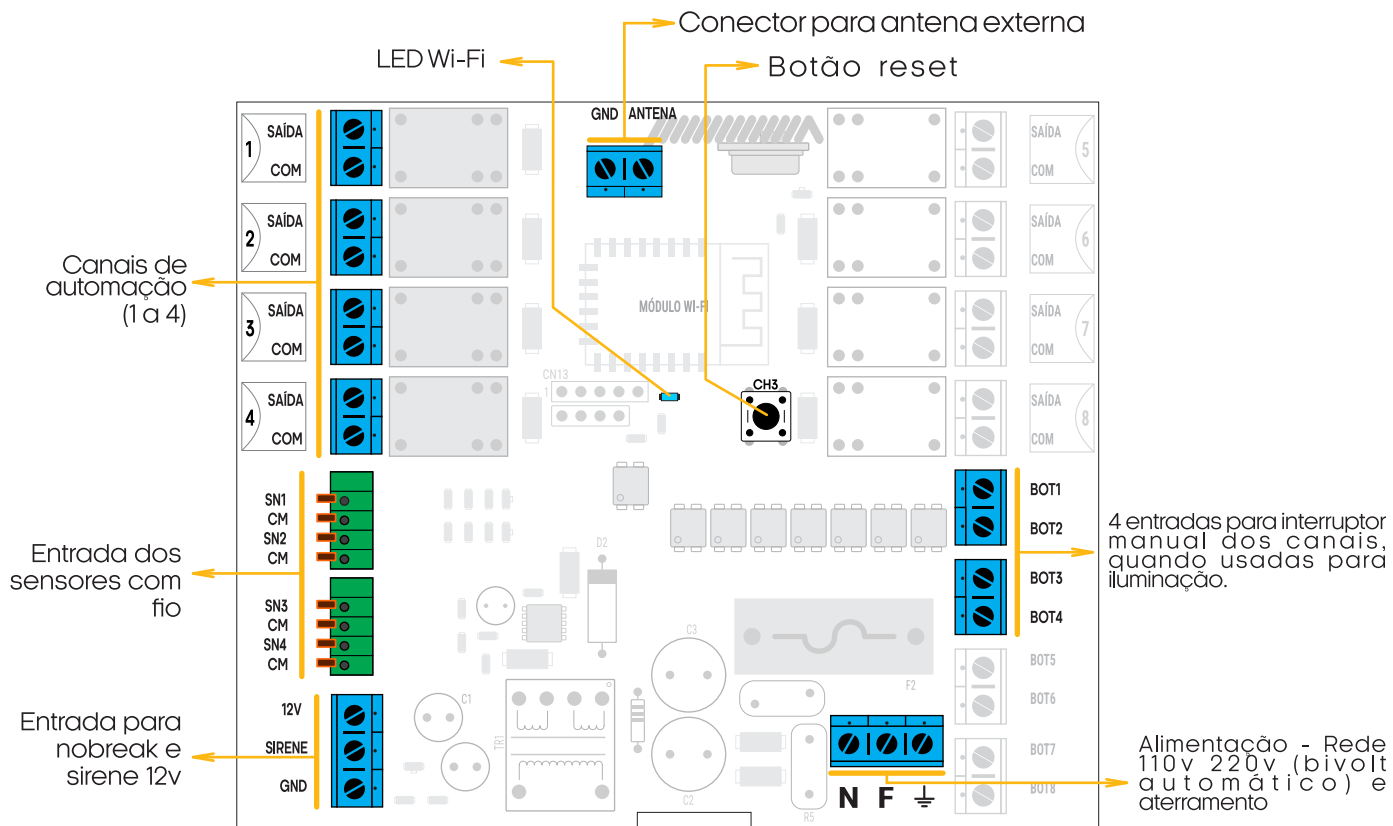 Conector para antena externa
LED Wi-Fi
Botão reset
GND ANTENA
1
SAÍDA
COM
2
SAÍDA
COM
3
SAÍDA
COM
4
SAÍDA
COM
Canais de
automação
(1 a 4)
SAÍDA
5
COM
SAÍDA
6
COM
SAÍDA
7
COM
SAÍDA
8
COM
MÓDULO WI-FI
CN13
1
CH3
SN1
CM
SN2
CM
SN3
CM
SN4
CM
Entrada dos
sensores com
fio
D2
C3
F2
C1
TR1
C2
R5
BOT1
BOT2
BOT3
BOT4
BOT5
BOT6
BOT7
BOT8
4 entradas para interruptor
manual dos canais,
quando usadas para
iluminação.
12V
SIRENE
GND
Entrada para
nobreak e
sirene 12v
N F
Alimentação - Rede
110v 220v (bivolt
automático) e
aterramento